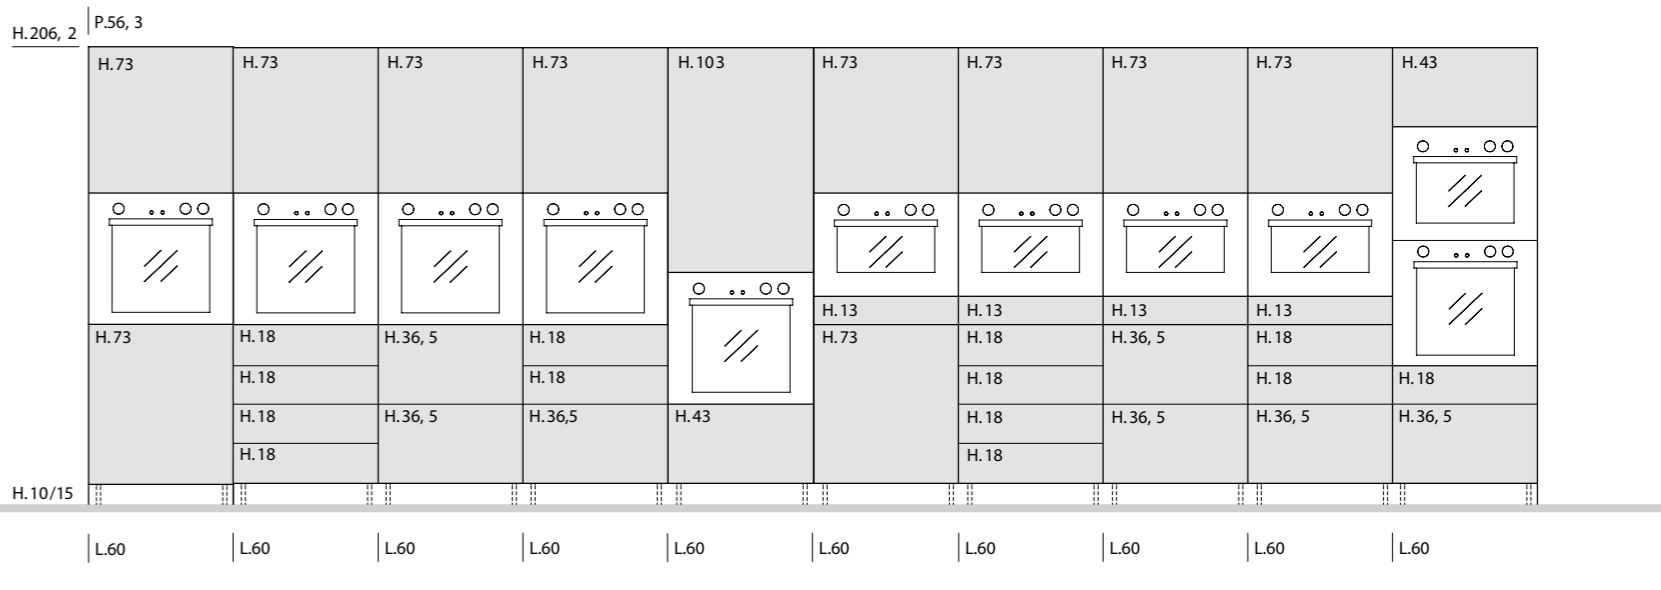 P.56, 3
H.206, 2
H.73 H.73 H.73 H.73 H.103 H.73 H.73 H.73 H.73 H.43
H.13 H.13 H.13 H.13
H.73 H.18 H.36, 5 H.18 H.73 H.18 H.36, 5 H.18
H.18 H.18 H.18 H.18 H.18
H.18 H.36, 5 H.36,5 H.43 H.18 H.36, 5 H.36, 5 H.36, 5
H.18 H.18
H.10/15
L.60 L.60 L.60 L.60 L.60 L.60 L.60 L.60 L.60 L.60